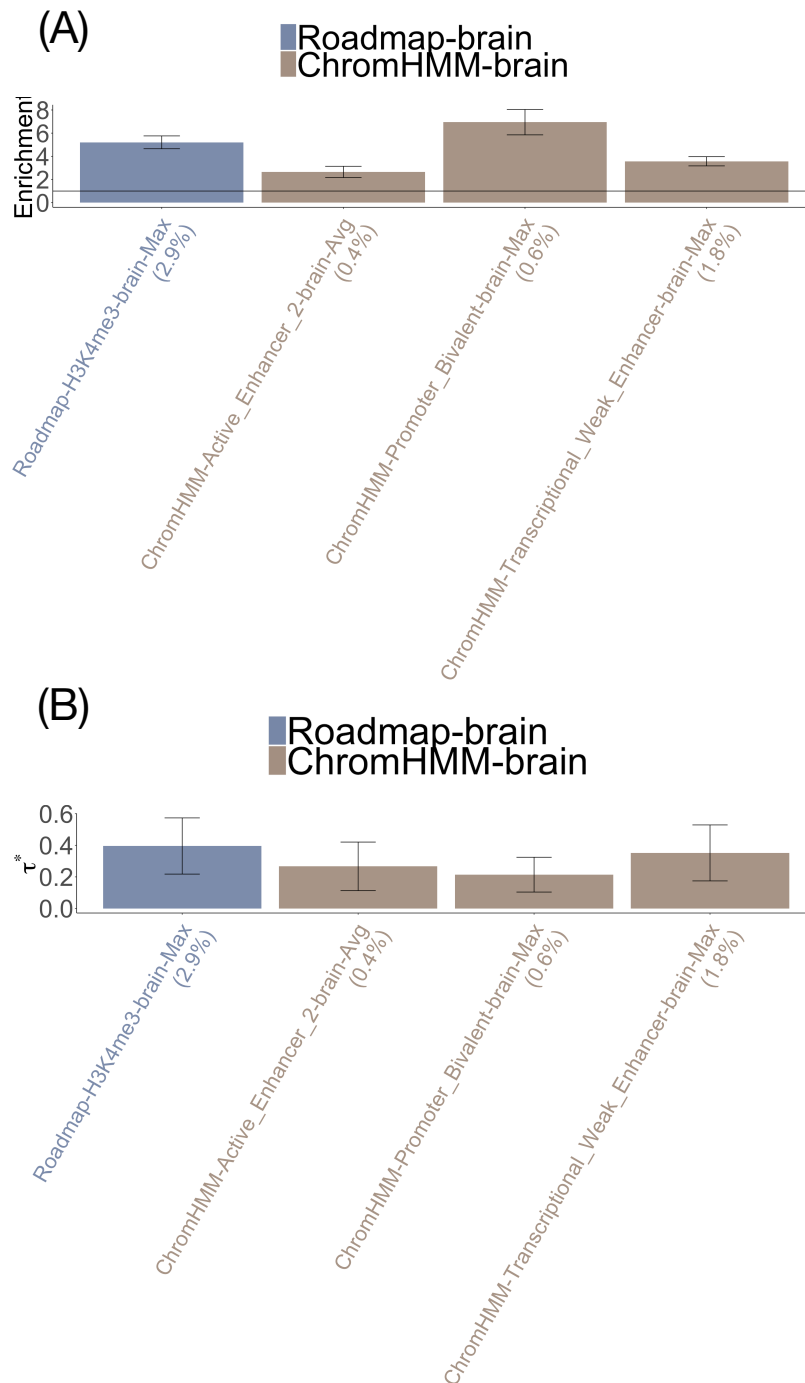 (A)
Roadmap-brain
ChromHMM-brain
Enrichment
8
6
4
2
0
Roadmap-H3K4me3-brain-Max
(2.9%)
ChromHMM-Active_Enhancer_2-brain-Avg
(0.4%)
ChromHMM-Promoter_Bivalent-brain-Max
(0.6%)
ChromHMM-Transcriptional_Weak_Enhancer-brain-Max
(1.8%)
(B)
Roadmap-brain
ChromHMM-brain
τ*
0.6
0.4
0.2
0.0
Roadmap-H3K4me3-brain-Max
(2.9%)
ChromHMM-Active_Enhancer_2-brain-Avg
(0.4%)
ChromHMM-Promoter_Bivalent-brain-Max
(0.6%)
ChromHMM-Transcriptional_Weak_Enhancer-brain-Max
(1.8%)